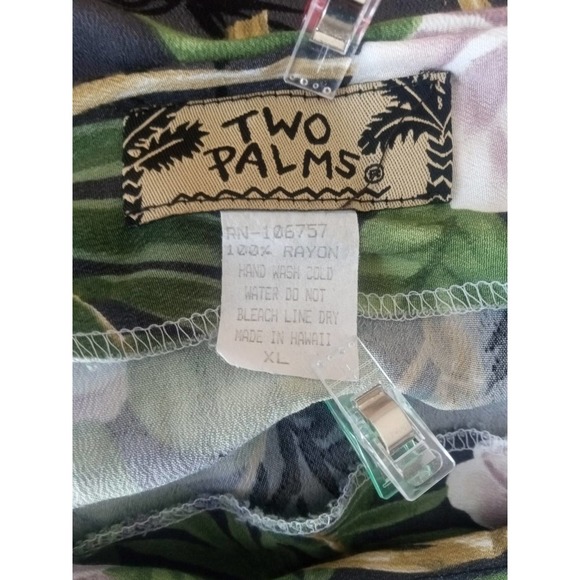 TWO
PALMS®
RN-106757
100% RAYON
HAND WASH COLD
WATER DO NOT
BLEACH LINE DRY
MADE IN HAWAII
XL